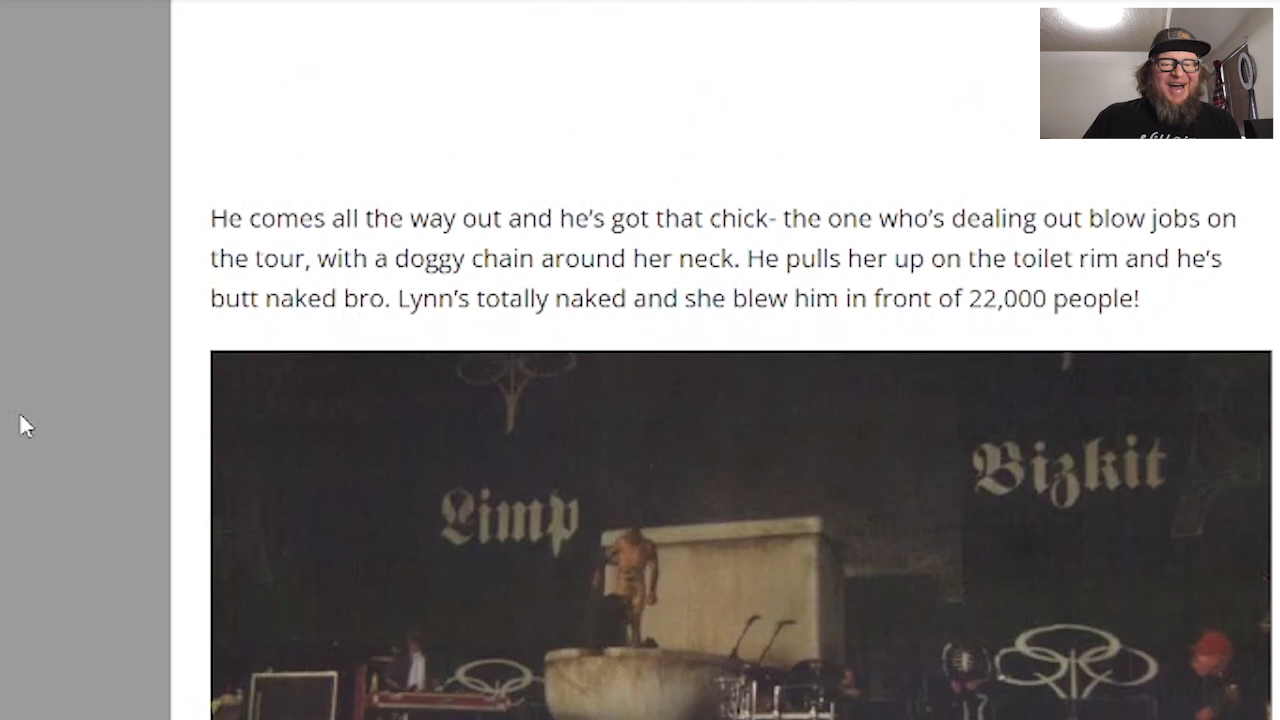 He comes all the way out and he's got that chick- the one who's dealing out blow jobs on
the tour, with a doggy chain around her neck. He pulls her up on the toilet rim and he's
butt naked bro. Lynn's totally naked and she blew him in front of 22,000 people!
Limp
Bizkit